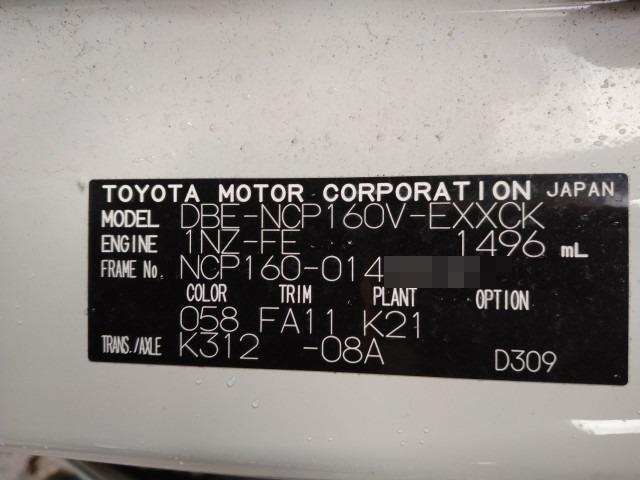 TOYOTA MOTOR CORPORATION JAPAN
MODEL DBE-NCP160V-EXXCK
ENGINE 1NZ-FE 1496 mL
FRAME No. NCP160-014
COLOR TRIM PLANT OPTION
058 FA11 K21
TRANS./AXLE K312 -08A D309